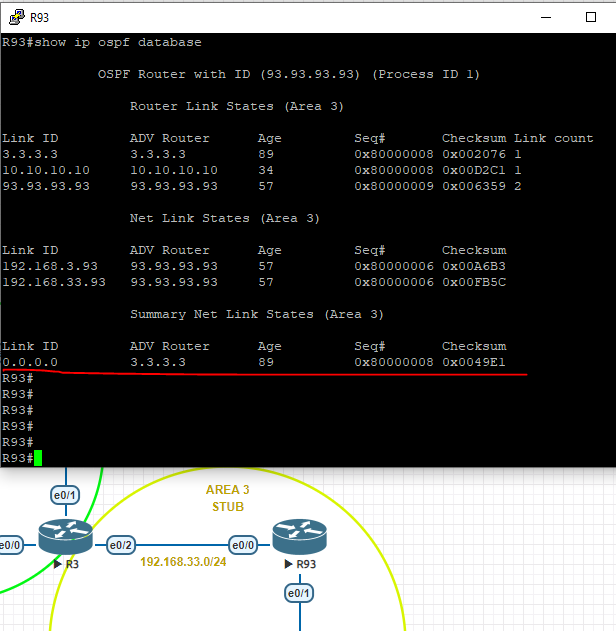 R93
R93#show ip ospf database
OSPF Router with ID (93.93.93.93) (Process ID 1)
Router Link States (Area 3)
Link ID ADV Router Age Seq# Checksum Link count
3.3.3.3 3.3.3.3 89 0x80000008 0x002076 1
10.10.10.10 10.10.10.10 34 0x80000008 0x00D2C1 1
93.93.93.93 93.93.93.93 57 0x80000009 0x006359 2
Net Link States (Area 3)
Link ID ADV Router Age Seq# Checksum
192.168.3.93 93.93.93.93 57 0x80000006 0x00A6B3
192.168.33.93 93.93.93.93 57 0x80000006 0x00FB5C
Summary Net Link States (Area 3)
Link ID ADV Router Age Seq# Checksum
0.0.0.0 3.3.3.3 89 0x80000008 0x0049E1
R93#
R93#
R93#
R93#
R93#
R93#
AREA 3
STUB
e0/1
e0/0
R3
e0/2
192.168.33.0/24
e0/0
R93
e0/1